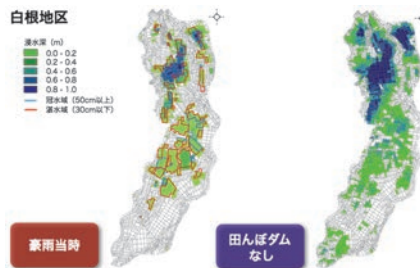 白根地区
浸水深（m）
0.0 - 0.2
0.2 - 0.4
0.4 - 0.6
0.6 - 0.8
0.8 - 1.0
冠水域（50cm以上）
湛水域（30cm以下）
豪雨当時
田んぼダム
なし